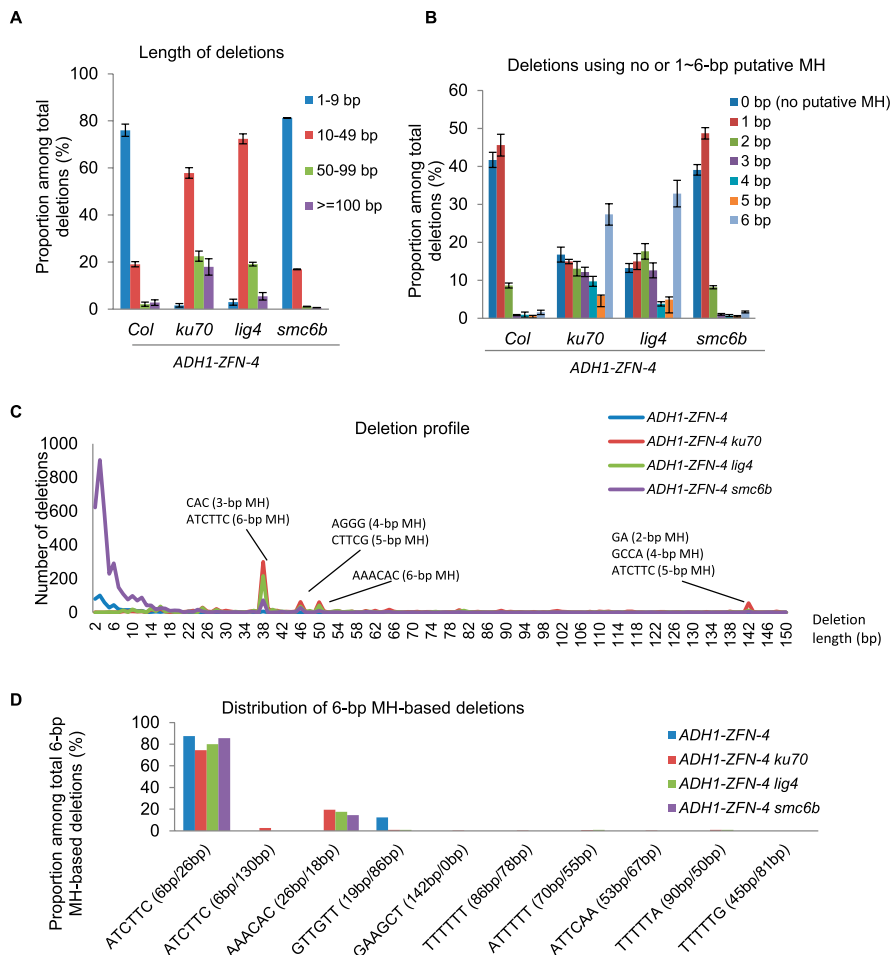 A
Length of deletions
Proportion among total
deletions (%)
100
80
60
40
20
0
1-9 bp
10-49 bp
50-99 bp
>=100 bp
Col ku70 lig4 smc6b
ADH1-ZFN-4
B
Deletions using no or 1~6-bp putative MH
Proportion among total
deletions (%)
60
50
40
30
20
10
0
0 bp (no putative MH)
1 bp
2 bp
3 bp
4 bp
5 bp
6 bp
Col ku70 lig4 smc6b
ADH1-ZFN-4
C
Deletion profile
Number of deletions
1000
800
600
400
200
0
ADH1-ZFN-4
ADH1-ZFN-4 ku70
ADH1-ZFN-4 lig4
ADH1-ZFN-4 smc6b
CAC (3-bp MH)
ATCTTC (6-bp MH)
AGGG (4-bp MH)
CTTCG (5-bp MH)
AAACAC (6-bp MH)
GA (2-bp MH)
GCCA (4-bp MH)
ATCTTC (5-bp MH)
2 6 10 14 18 22 26 30 34 38 42 46 50 54 58 62 66 70 74 78 82 86 90 94 98 102 106 110 114 118 122 126 130 134 138 142 146 150
Deletion
length (bp)
D
Distribution of 6-bp MH-based deletions
Proportion among total 6-bp
MH-based deletions (%)
100
80
60
40
20
0
ADH1-ZFN-4
ADH1-ZFN-4 ku70
ADH1-ZFN-4 lig4
ADH1-ZFN-4 smc6b
ATCTTC (6bp/26bp)
ATCTTC (6bp/130bp)
AAACAC (26bp/18bp)
GTTGTT (19bp/86bp)
GAAGCT (142bp/0bp)
TTTTTT (86bp/78bp)
ATTTTT (70bp/55bp)
ATTCAA (53bp/67bp)
TTTTTA (90bp/50bp)
TTTTTG (45bp/81bp)